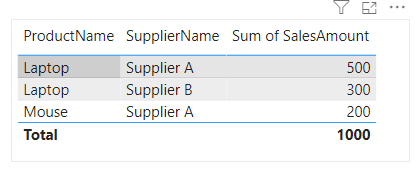 ProductName SupplierName Sum of SalesAmount
Laptop Supplier A 500
Laptop Supplier B 300
Mouse Supplier A 200
Total 1000